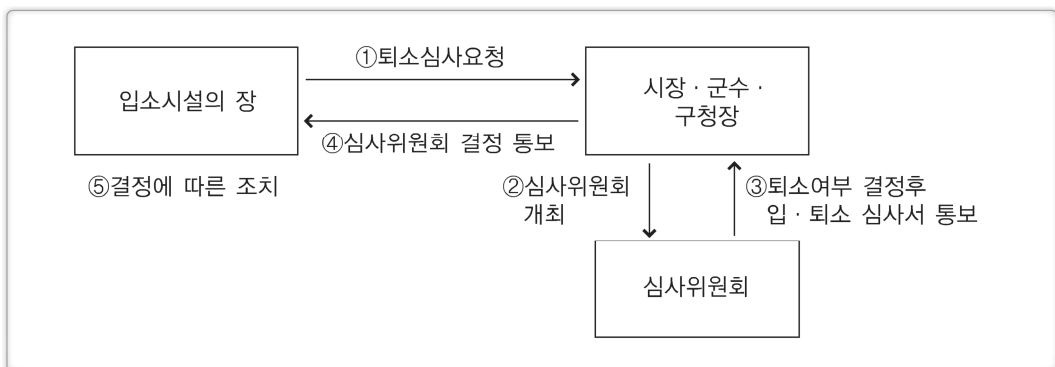 ①퇴소심사요청
입소시설의 장
시장 · 군수 ·
구청장
④심사위원회 결정 통보
⑤결정에 따른 조치
②심사위원회
개최
③퇴소여부 결정후
입 · 퇴소 심사서 통보
심사위원회